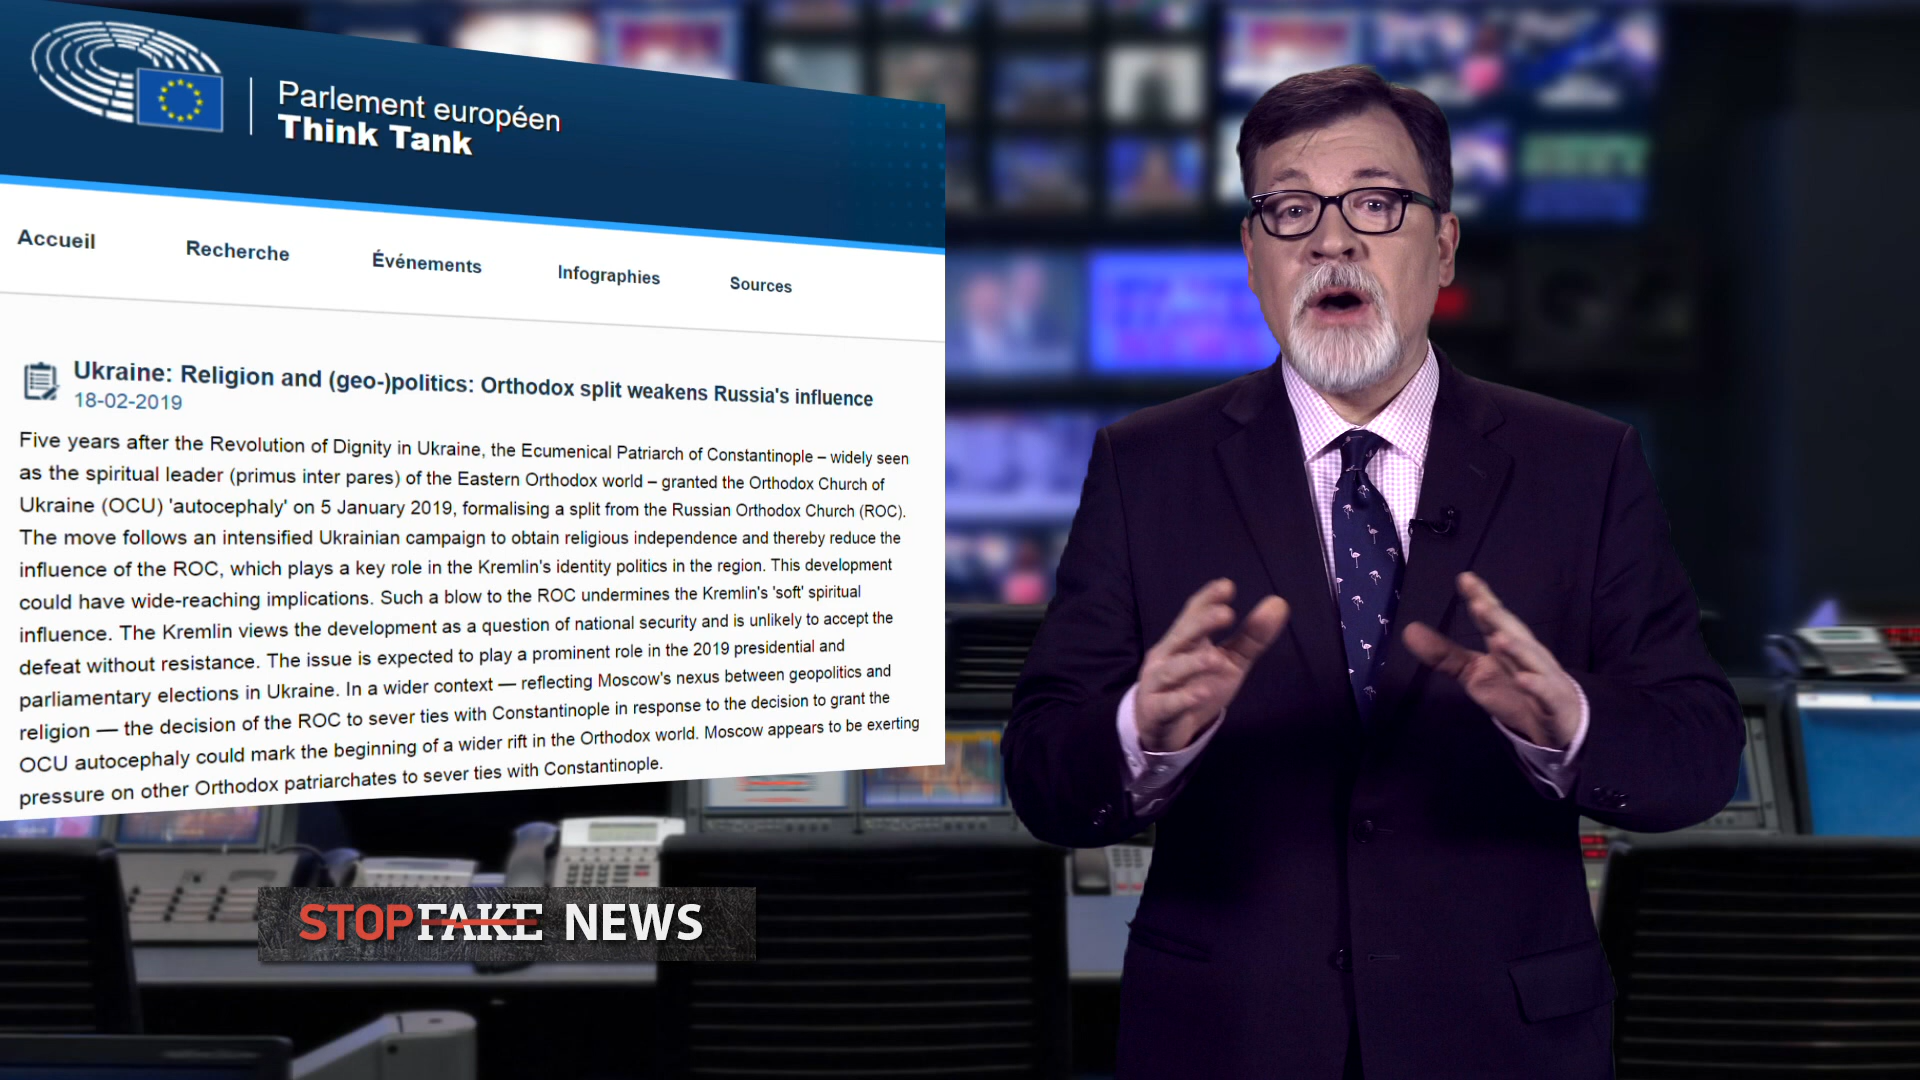 Parlement européen
Think Tank
Accueil Recherche Événements Infographies Sources
Ukraine: Religion and (geo-)politics: Orthodox split weakens Russia's influence
18-02-2019
Five years after the Revolution of Dignity in Ukraine, the Ecumenical Patriarch of Constantinople – widely seen
as the spiritual leader (primus inter pares) of the Eastern Orthodox world – granted the Orthodox Church of
Ukraine (OCU) 'autocephaly' on 5 January 2019, formalising a split from the Russian Orthodox Church (ROC).
The move follows an intensified Ukrainian campaign to obtain religious independence and thereby reduce the
influence of the ROC, which plays a key role in the Kremlin's identity politics in the region. This development
could have wide-reaching implications. Such a blow to the ROC undermines the Kremlin's 'soft' spiritual
influence. The Kremlin views the development as a question of national security and is unlikely to accept the
defeat without resistance. The issue is expected to play a prominent role in the 2019 presidential and
parliamentary elections in Ukraine. In a wider context — reflecting Moscow's nexus between geopolitics and
religion — the decision of the ROC to sever ties with Constantinople in response to the decision to grant the
OCU autocephaly could mark the beginning of a wider rift in the Orthodox world. Moscow appears to be exerting
pressure on other Orthodox patriarchates to sever ties with Constantinople.
STOPFAKE NEWS